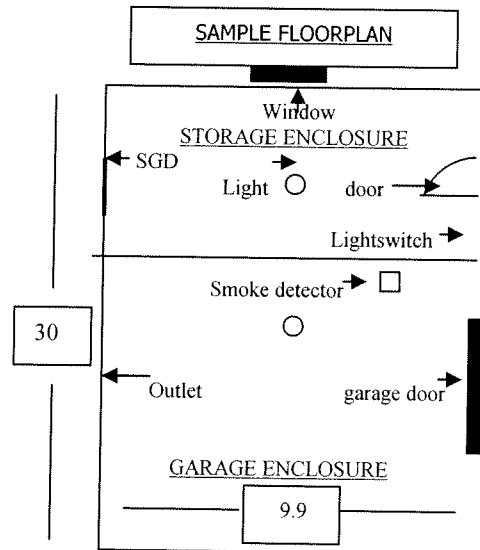 SAMPLE FLOORPLAN
Window
STORAGE ENCLOSURE
SGD
Light
door
Lightswitch
Smoke detector
30
Outlet
garage door
GARAGE ENCLOSURE
9.9